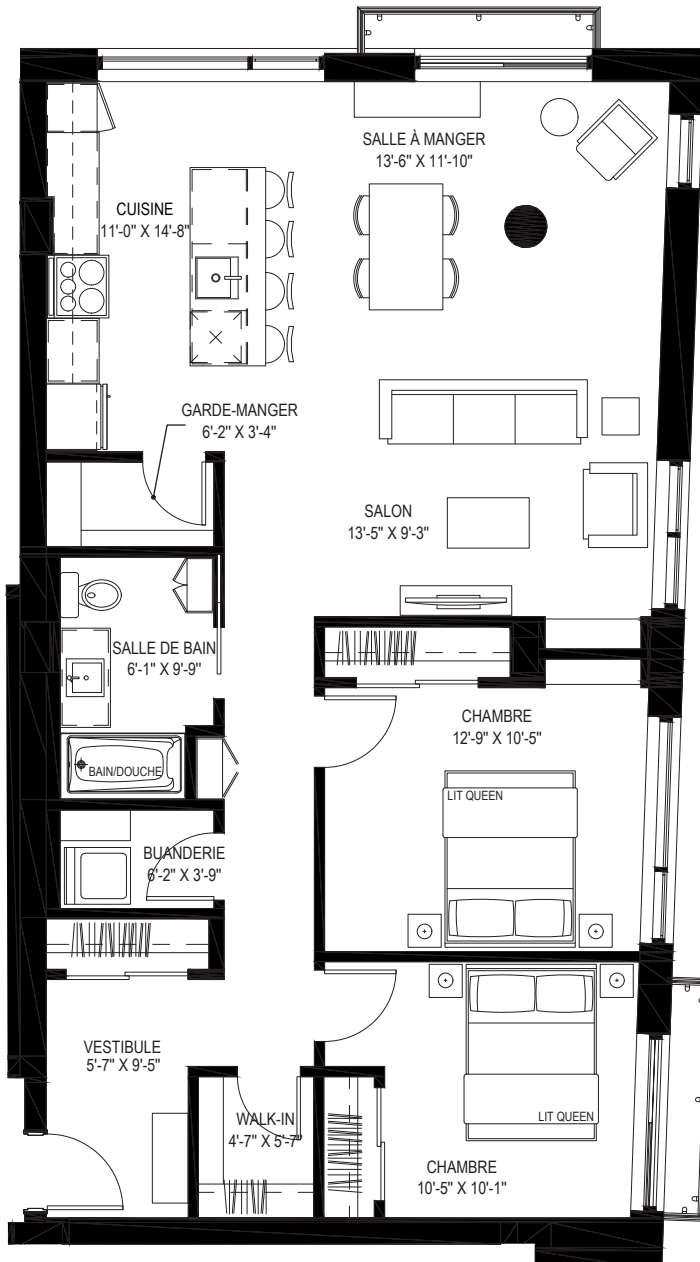 SALLE À MANGER
13'-6" X 11'-10"
CUISINE
11'-0" X 14'-8"
GARDE-MANGER
6'-2" X 3'-4"
SALON
13'-5" X 9'-3"
SALLE DE BAIN
6'-1" X 9'-9"
CHAMBRE
12'-9" X 10'-5"
BAIN/DOUCHE
LIT QUEEN
BUANDERIE
6'-2" X 3'-9"
VESTIBULE
5'-7" X 9'-5"
WALK-IN
4'-7" X 5'-7"
LIT QUEEN
CHAMBRE
10'-5" X 10'-1"